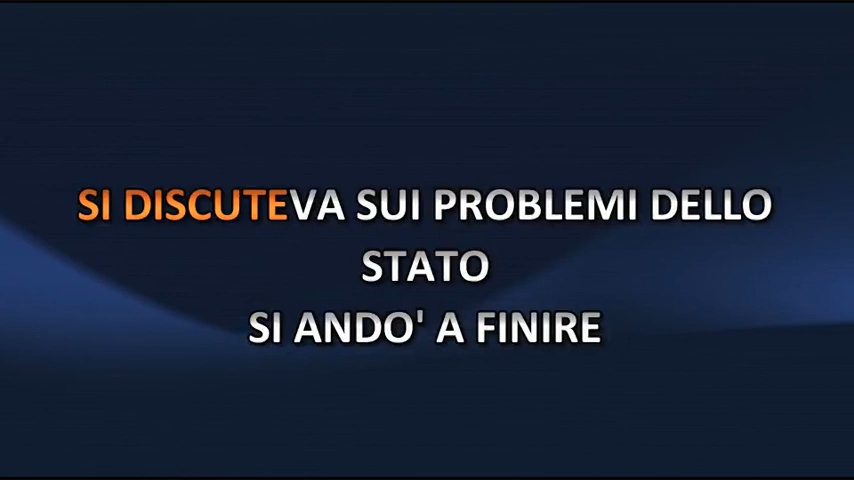 SI DISCUTEVA SUI PROBLEMI DELLO
STATO
SI ANDO' A FINIRE